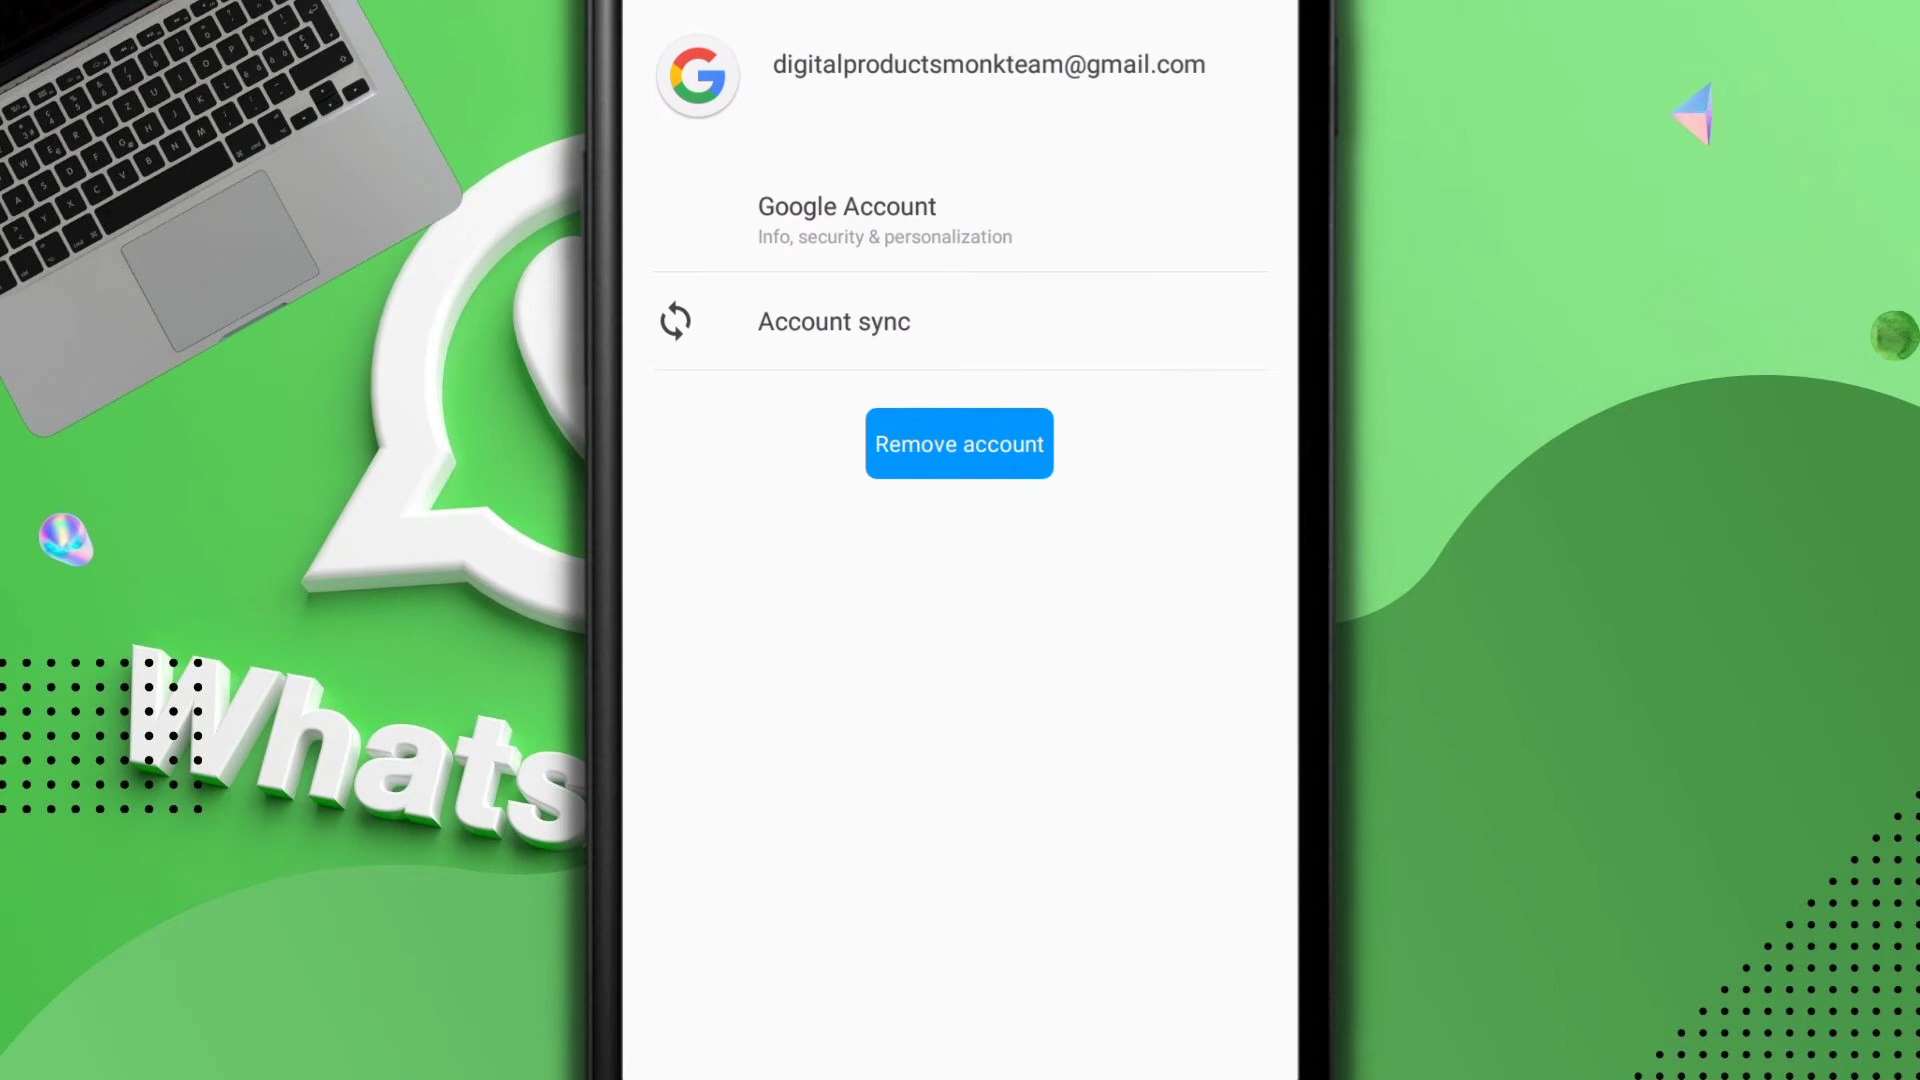 digitalproductsmonkteam@gmail.com
Google Account
Info, security & personalization
Account sync
Remove account
Whats